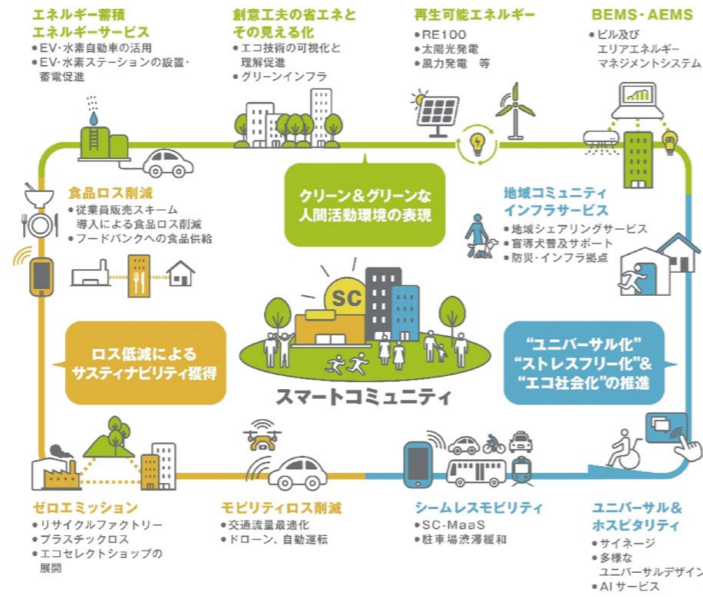 エネルギー蓄積
エネルギーサービス
●EV・水素自動車の活用
●EV・水素ステーションの設置・
蓄電促進
創意工夫の省エネと
その見える化
●エコ技術の可視化と
理解促進
●グリーンインフラ
再生可能エネルギー
●RE100
●太陽光発電
●風力発電 等
BEMS・AEMS
●ビル及び
エリアエネルギー
マネジメントシステム
クリーン&グリーンな
人間活動環境の表現
食品ロス削減
●従業員販売スキーム
導入による食品ロス削減
●フードバンクへの食品供給
地域コミュニティ
インフラサービス
●地域シェアリングサービス
●盲導犬普及サポート
●防災・インフラ拠点
SC
ロス低減による
サスティナビリティ獲得
スマートコミュニティ
“ユニバーサル化”
“ストレスフリー化”&
“エコ社会化”の推進
ゼロエミッション
●リサイクルファクトリー
●プラスチックロス
●エコセレクトショップの
展開
モビリティロス削減
●交通流量最適化
●ドローン、自動運転
シームレスモビリティ
●SC-MaaS
●駐車場渋滞緩和
ユニバーサル&
ホスピタリティ
●サイネージ
●多様な
ユニバーサルデザイン
●AIサービス